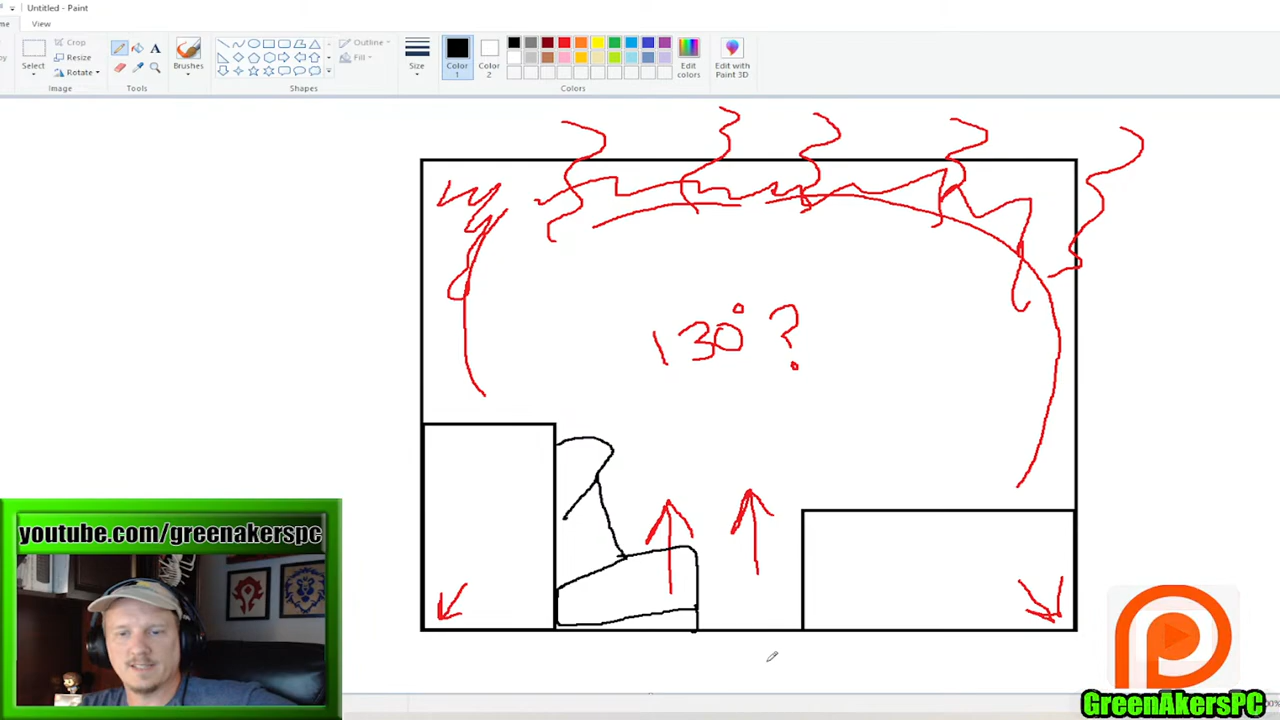 Untitled - Paint
me
View
Crop
Resize
Rotate
Select
Image
Tools
Brushes
Shapes
Outline
Fill
Size
Color 1
Color 2
Colors
Edit colors
Edit with Paint 3D
130° ?
youtube.com/greenakerspc
GreenAkersPC